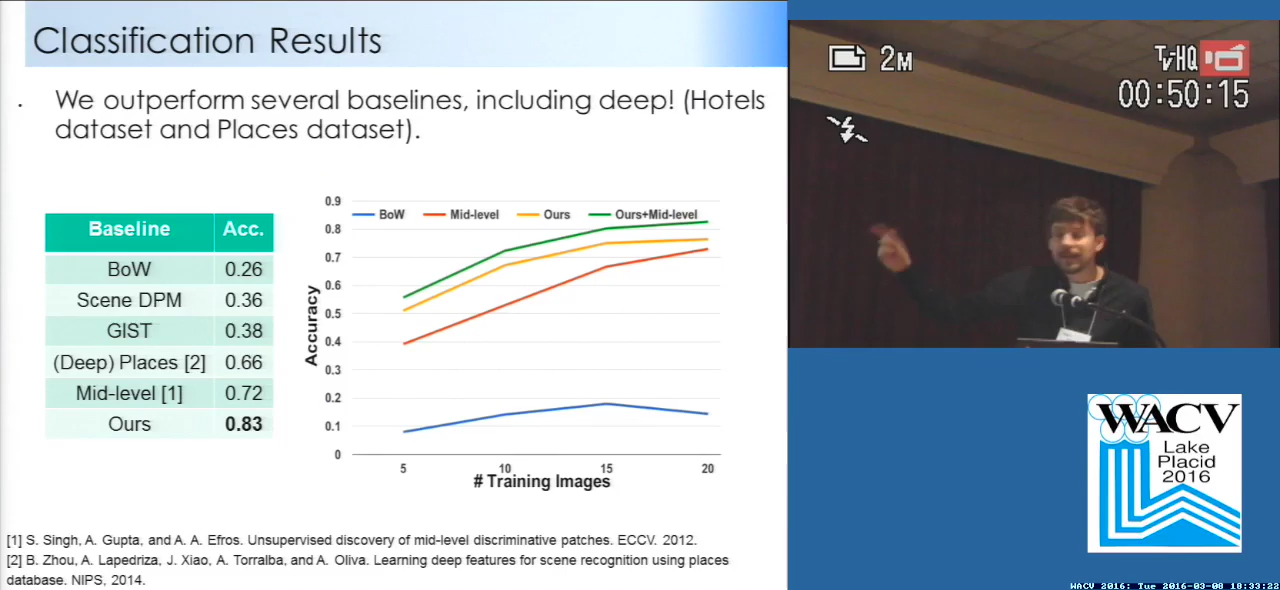 Classification Results
We outperform several baselines, including deep! (Hotels
dataset and Places dataset).
Baseline Acc.
BoW 0.26
Scene DPM 0.36
GIST 0.38
(Deep) Places [2] 0.66
Mid-level [1] 0.72
Ours 0.83
BoW Mid-level Ours Ours+Mid-level
0.9
0.8
0.7
0.6
0.5
0.4
0.3
0.2
0.1
0
Accuracy
5 10 15 20
# Training Images
[1] S. Singh, A. Gupta, and A. A. Efros. Unsupervised discovery of mid-level discriminative patches. ECCV. 2012.
[2] B. Zhou, A. Lapedriza, J. Xiao, A. Torralba, and A. Oliva. Learning deep features for scene recognition using places
database. NIPS, 2014.
2M
Tv-HQ
00:50:15
WACV
Lake
Placid
2016
WACV 2016: Tue 2016-03-08 18:33:22